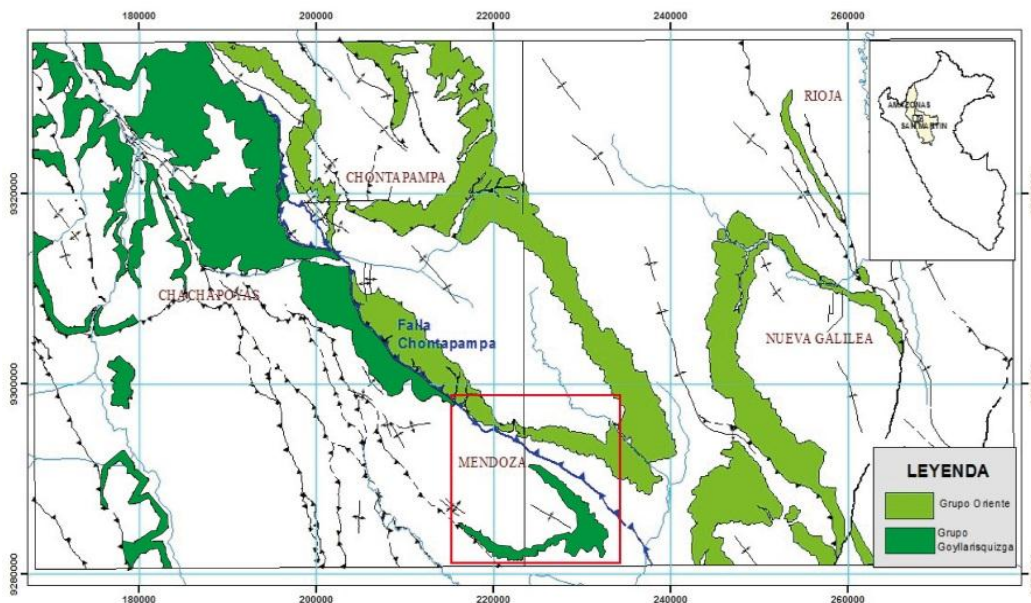 180000 200000 220000 240000 260000
9320000
9300000
9280000
RIOJA
AMAZONAS
SAN MARTIN
CHONTAPAMPA
CHACHAPOYAS
Falla
Chontapampa
NUEVA GALILEA
MENDOZA
LEYENDA
Grupo Oriente
Grupo
Goyllarisquizga
180000 200000 220000 240000 260000